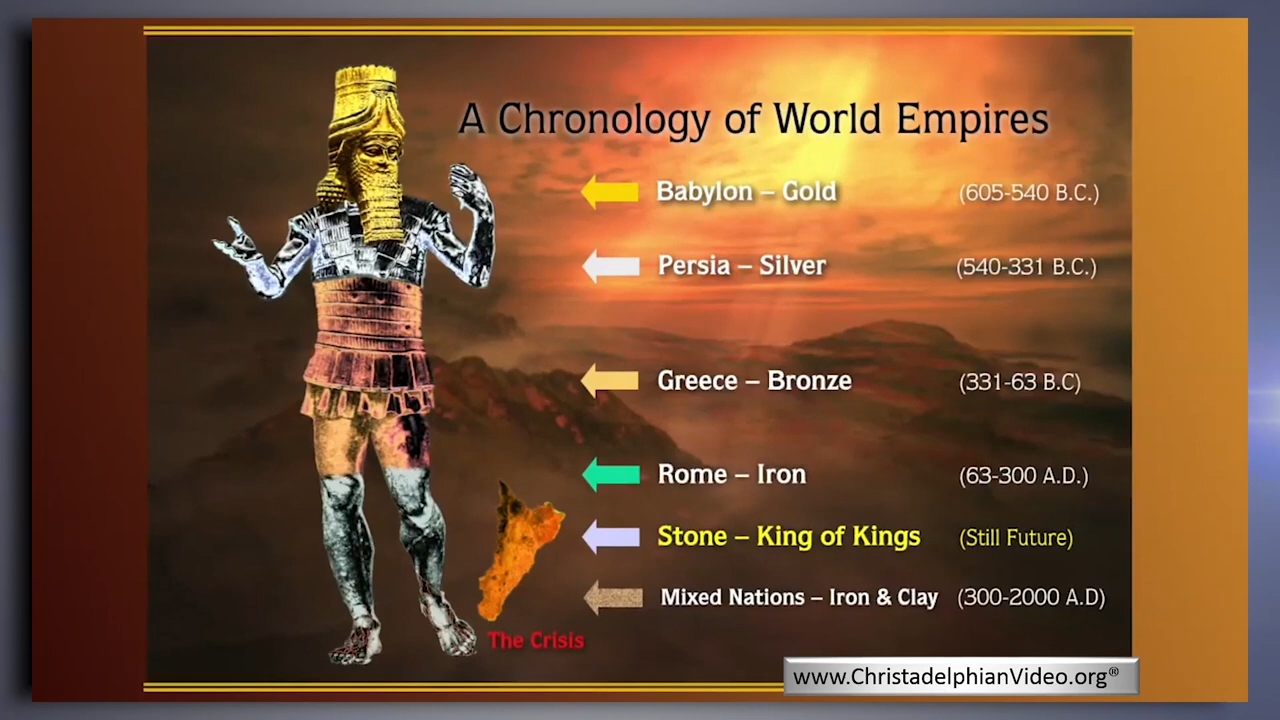 A Chronology of World Empires
Babylon – Gold (605-540 B.C.)
Persia – Silver (540-331 B.C.)
Greece – Bronze (331-63 B.C)
Rome – Iron (63-300 A.D.)
Stone – King of Kings (Still Future)
Mixed Nations – Iron & Clay (300-2000 A.D)
The Crisis
www.ChristadelphianVideo.org®